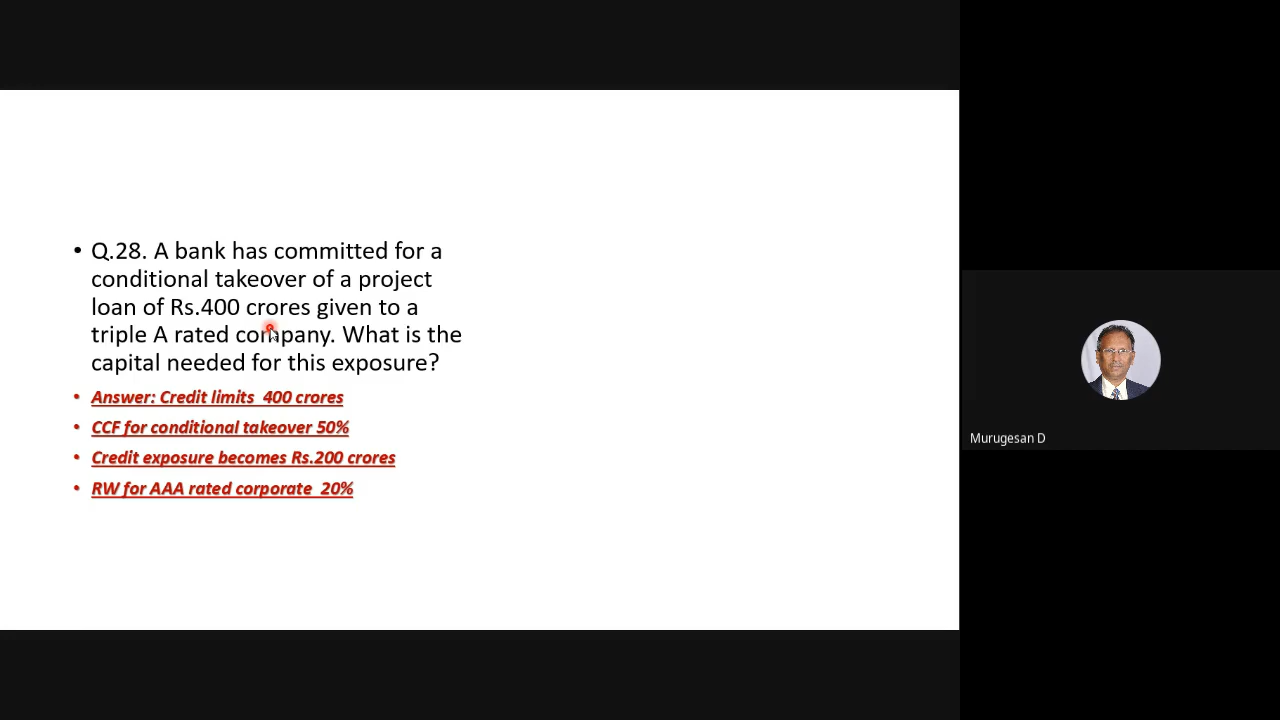 • Q.28. A bank has committed for a
conditional takeover of a project
loan of Rs.400 crores given to a
triple A rated company. What is the
capital needed for this exposure?
• Answer: Credit limits 400 crores
• CCF for conditional takeover 50%
• Credit exposure becomes Rs.200 crores
• RW for AAA rated corporate 20%
Murugesan D